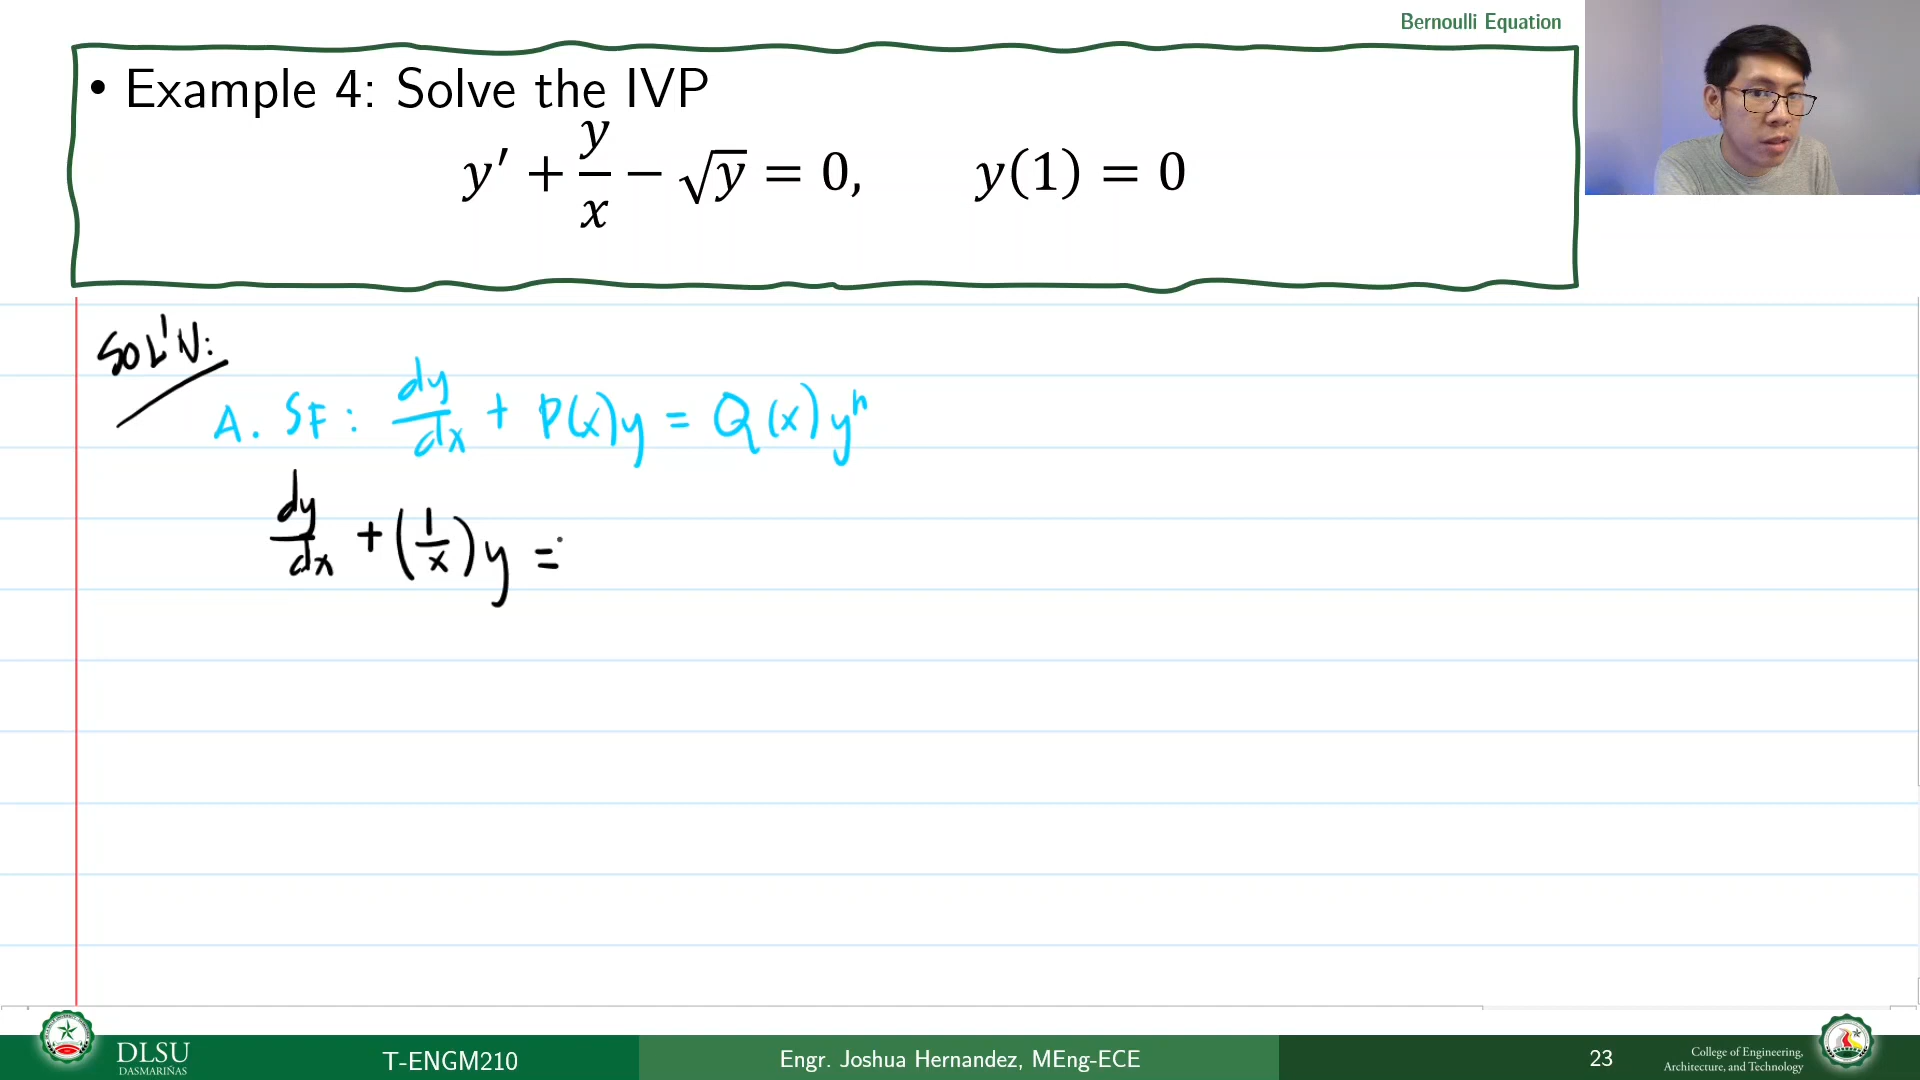 Bernoulli Equation
• Example 4: Solve the IVP
y′ + y/x − √y = 0, y(1) = 0
SOL'N:
A. SF: dy/dx + P(x)y = Q(x)yⁿ
dy/dx + (1/x)y =
DLSU
DASMARIÑAS
T-ENGM210
Engr. Joshua Hernandez, MEng-ECE
23
College of Engineering,
Architecture, and Technology